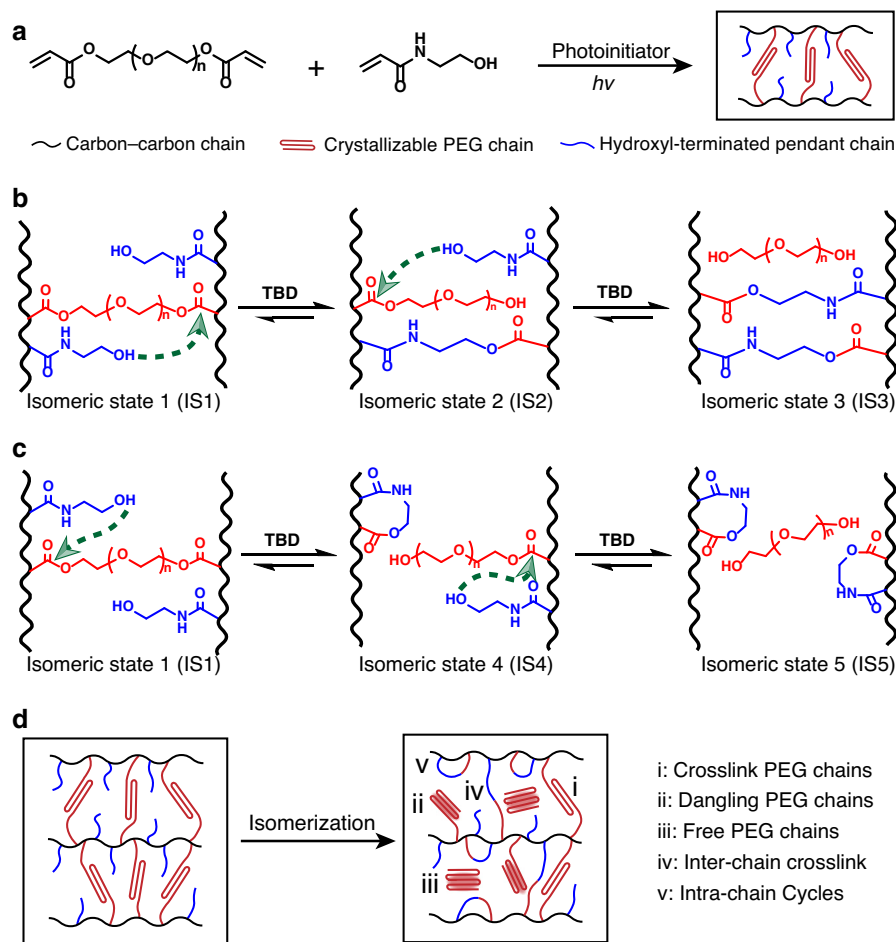 a
O
O
O
n
O
O
+
O
H
N
OH
Photoinitiator
hv
Carbon–carbon chain
Crystallizable PEG chain
Hydroxyl-terminated pendant chain
b
HO
N
H
O
O
O
O
n
O
O
O
N
H
OH
Isomeric state 1 (IS1)
TBD
HO
N
H
O
O
O
O
n
OH
O
H
N
O
O
Isomeric state 2 (IS2)
TBD
HO
O
n
OH
O
O
H
N
O
O
H
N
O
O
Isomeric state 3 (IS3)
c
O
N
H
OH
O
O
O
n
O
O
HO
N
H
O
Isomeric state 1 (IS1)
TBD
O
NH
O
O
HO
O
n
O
O
HO
N
H
O
Isomeric state 4 (IS4)
TBD
O
NH
O
O
HO
O
n
OH
O
O
HN
O
Isomeric state 5 (IS5)
d
Isomerization
v
iv
i
ii
iii
i: Crosslink PEG chains
ii: Dangling PEG chains
iii: Free PEG chains
iv: Inter-chain crosslink
v: Intra-chain Cycles